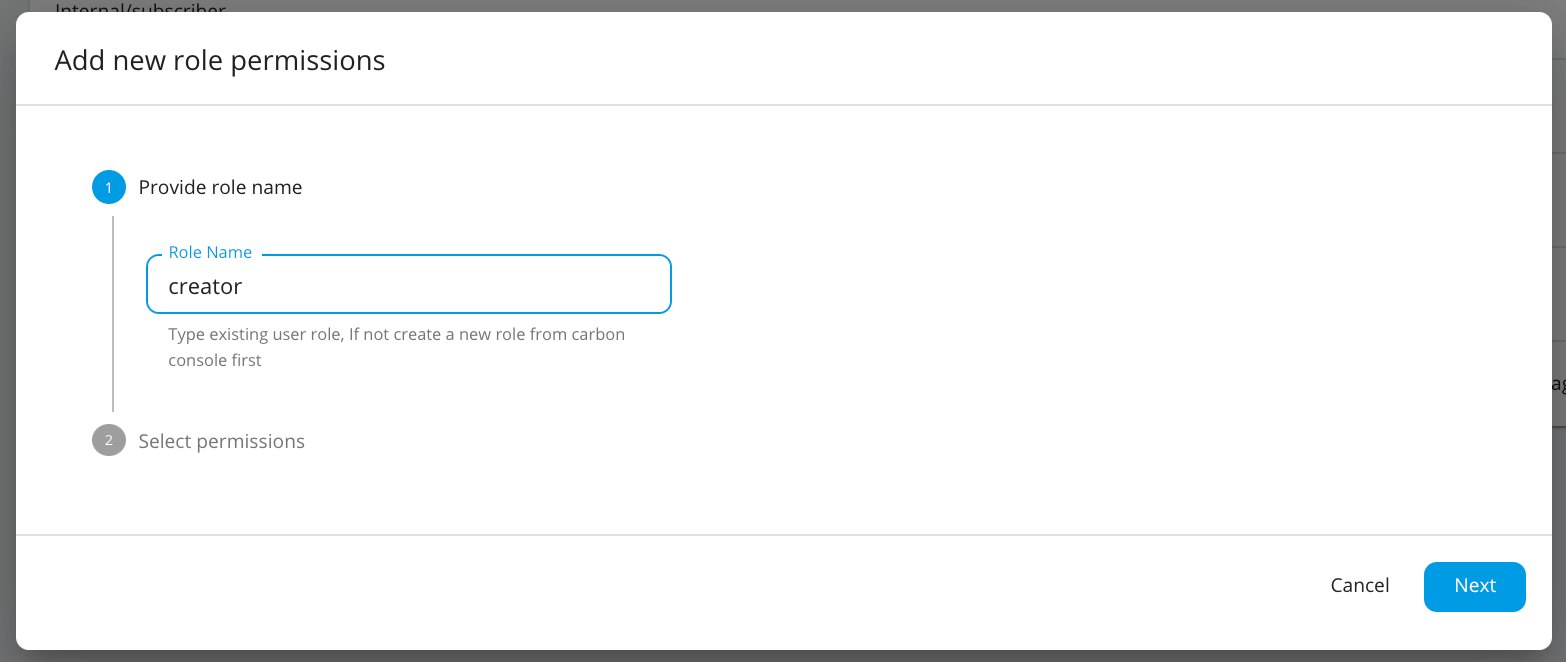 Internal/subscriber
Add new role permissions
1 Provide role name
Role Name
creator
Type existing user role, If not create a new role from carbon
console first
2 Select permissions
Cancel Next